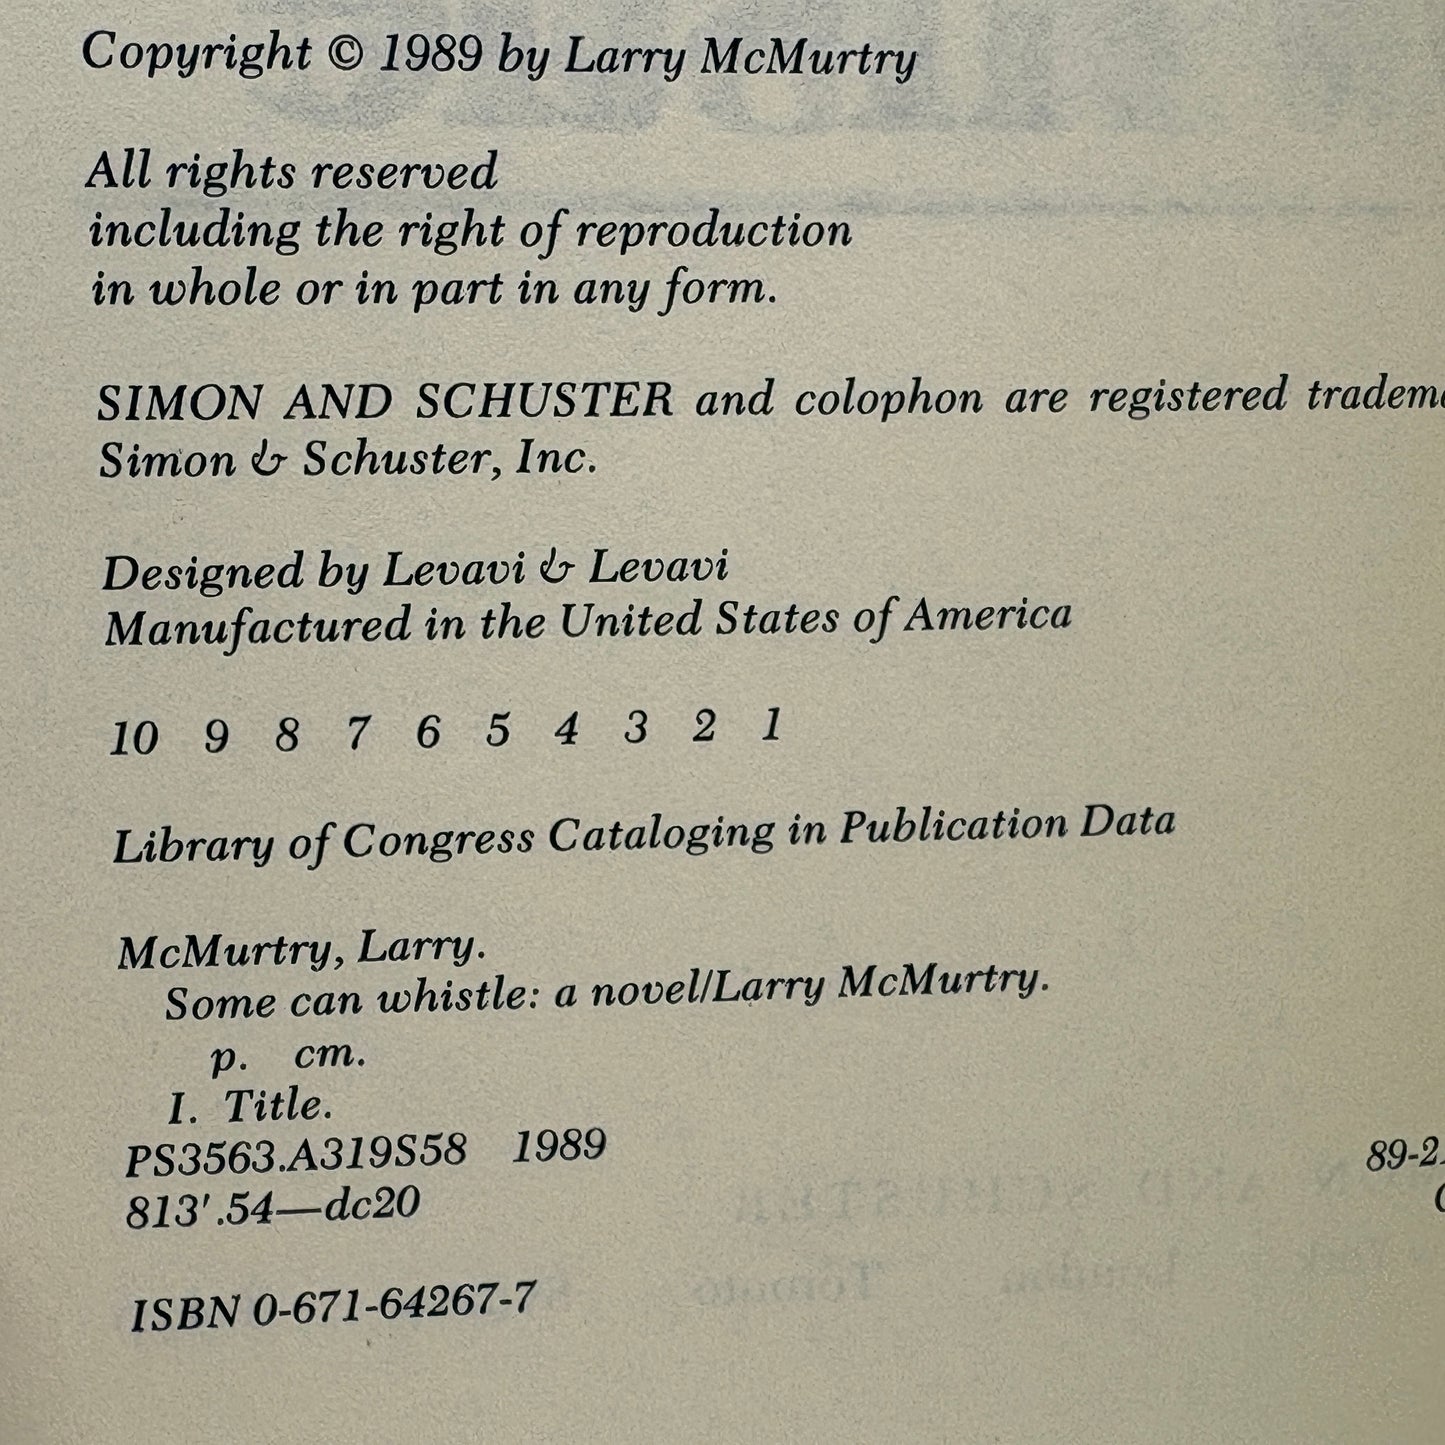 Copyright © 1989 by Larry McMurtry
All rights reserved
including the right of reproduction
in whole or in part in any form.
SIMON AND SCHUSTER and colophon are registered
Simon & Schuster, Inc.
Designed by Levavi & Levavi
Manufactured in the United States of America
10 9 8 7 6 5 4 3 2 1
Library of Congress Cataloging in Publication Data
McMurtry, Larry.
Some can whistle: a novel/Larry McMurtry.
p. cm.
I. Title.
PS3563.A319S58 1989
813'.54—dc20
ISBN 0-671-64267-7